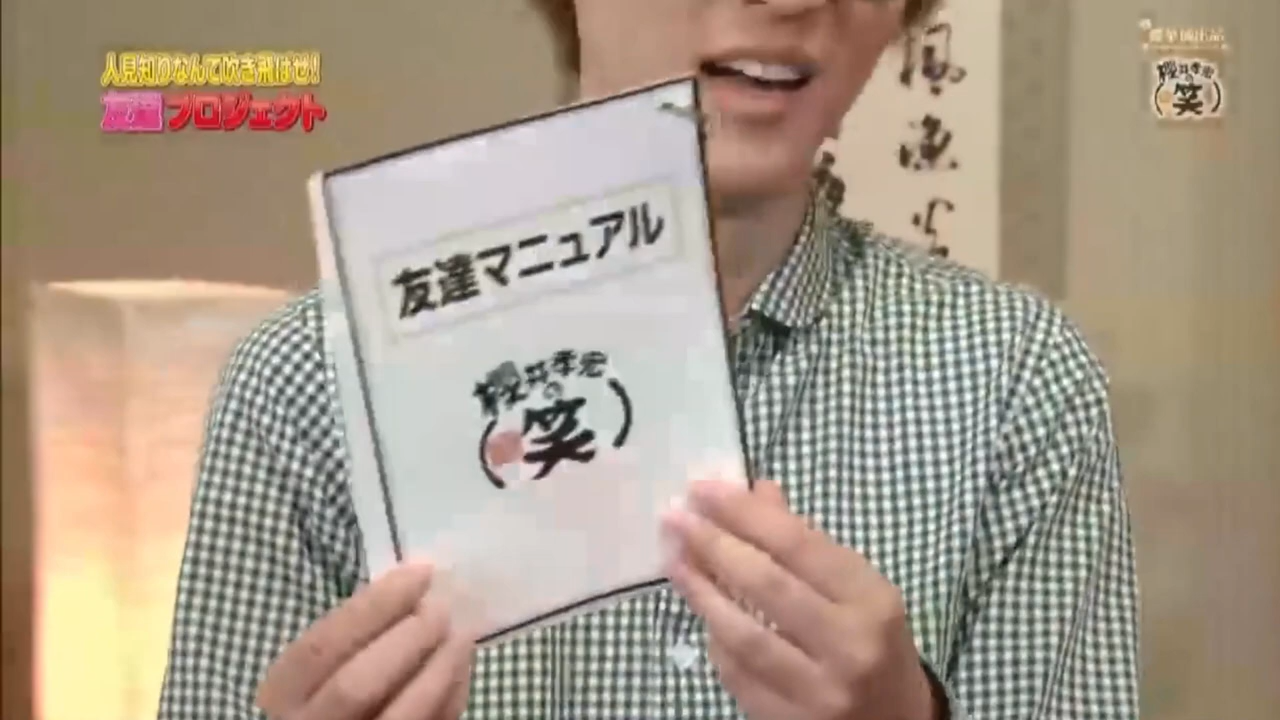 人見知りなんて吹き飛ばせ!!
友達プロジェクト
櫻井孝宏
の
(笑)
友達マニュアル
櫻井孝宏
の
(笑)